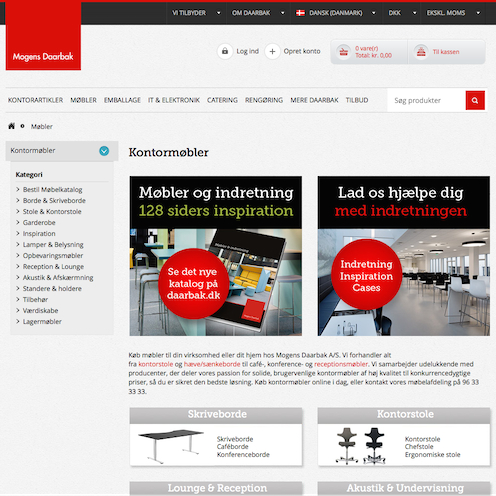 VI TILBYDER
OM DAARBAK
DANSK (DANMARK)
DKK
EKSKL. MOMS
Mogens Daarbak
Log ind
Opret konto
0 vare(r)
Total: kr. 0,00
Til kassen
KONTORARTIKLER MØBLER EMBALLAGE IT & ELEKTRONIK CATERING RENGØRING MERE DAARBAK TILBUD
Søg produkter
Møbler
Kontormøbler
Kategori
Bestil Møbelkatalog
Borde & Skriveborde
Stole & Kontorstole
Garderobe
Inspiration
Lamper & Belysning
Opbevaringsmøbler
Reception & Lounge
Akustik & Afskærmning
Standere & holdere
Tilbehør
Værdiskabe
Lagermøbler
Kontormøbler
Møbler og indretning
128 siders inspiration
Møbler & indretning
Se det nye
katalog på
daarbak.dk
Lad os hjælpe dig
med indretningen
Indretning
Inspiration
Cases
Køb møbler til din virksomhed eller dit hjem hos Mogens Daarbak A/S. Vi forhandler alt
fra kontorstole og hæve/sænkeborde til café-, konference- og receptionsmøbler. Vi samarbejder udelukkende med
producenter, der deler vores passion for solide, brugervenlige kontormøbler af høj kvalitet til konkurrencedygtige
priser, så du er sikret den bedste løsning. Køb kontormøbler online i dag, eller kontakt vores møbelafdeling på 96 33
33 33.
Skriveborde
Skriveborde
Caféborde
Konferenceborde
Kontorstole
Kontorstole
Chefstole
Ergonomiske stole
Lounge & Reception
Akustik & Undervisning